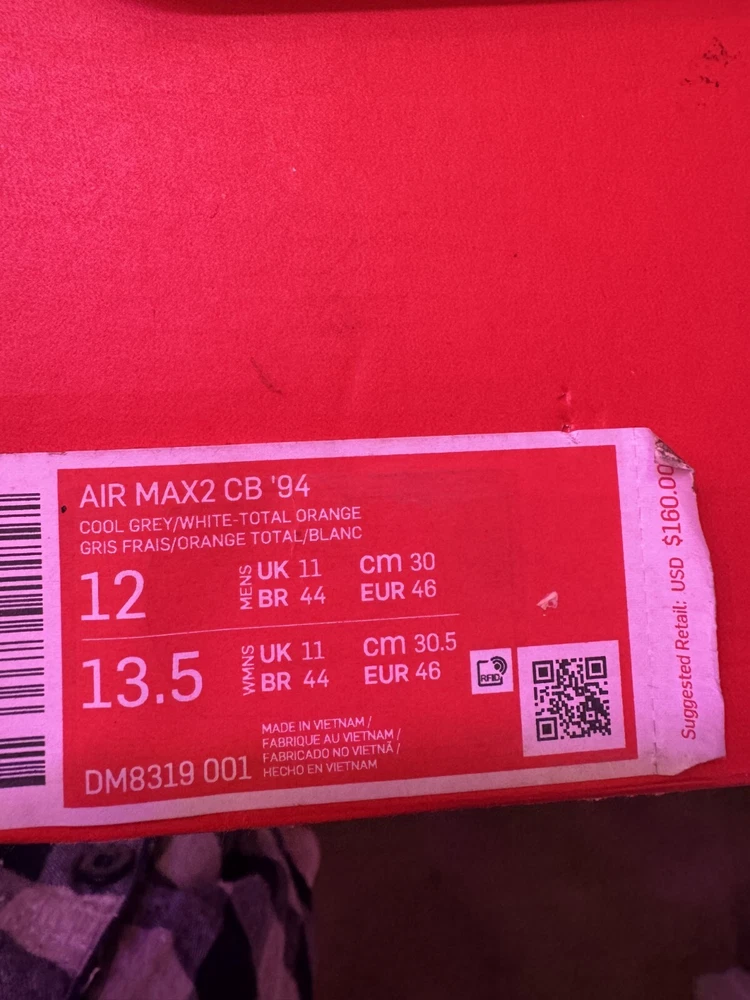 AIR MAX2 CB '94
COOL GREY/WHITE-TOTAL ORANGE
GRIS FRAIS/ORANGE TOTAL/BLANC
12 MENS UK 11 cm 30
BR 44 EUR 46
13.5 WMNS UK 11 cm 30.5
BR 44 EUR 46
RFID
MADE IN VIETNAM /
FABRIQUE AU VIETNAM /
FABRICADO NO VIETNÃ /
HECHO EN VIETNAM
DM8319 001
Suggested Retail: USD $160.00